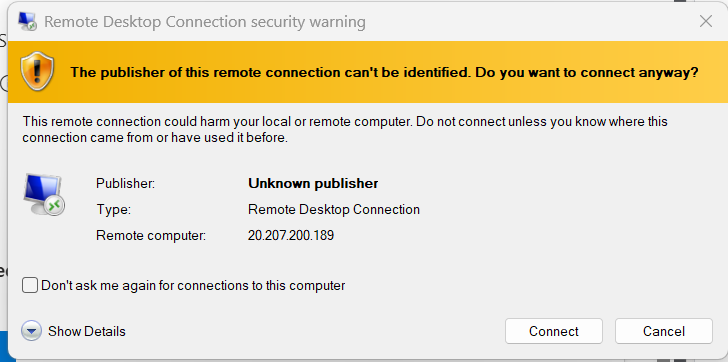 Remote Desktop Connection security warning
The publisher of this remote connection can't be identified. Do you want to connect anyway?
This remote connection could harm your local or remote computer. Do not connect unless you know where this
connection came from or have used it before.
Publisher: Unknown publisher
Type: Remote Desktop Connection
Remote computer: 20.207.200.189
Don't ask me again for connections to this computer
Show Details
Connect
Cancel